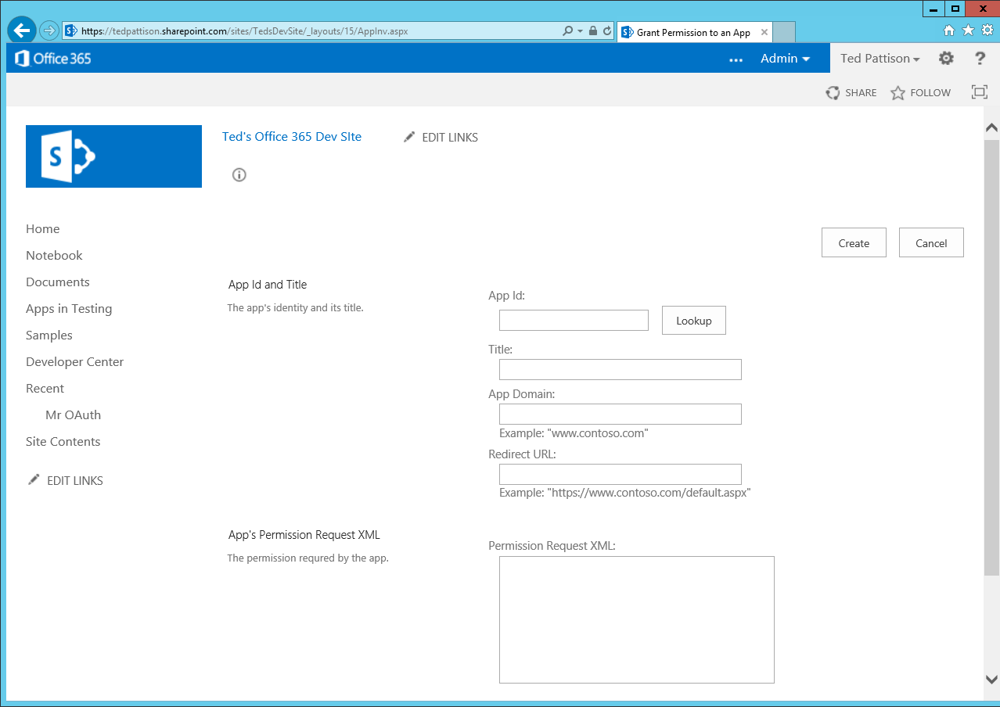 https://tedpattison.sharepoint.com/sites/TedsDevSite/_layouts/15/AppInv.aspx
Grant Permission to an App
Office 365
... Admin
Ted Pattison
?
SHARE
FOLLOW
S
Ted's Office 365 Dev SIte
EDIT LINKS
Home
Notebook
Documents
Apps in Testing
Samples
Developer Center
Recent
Mr OAuth
Site Contents
EDIT LINKS
Create
Cancel
App Id and Title
The app's identity and its title.
App Id:
Lookup
Title:
App Domain:
Example: "www.contoso.com"
Redirect URL:
Example: "https://www.contoso.com/default.aspx"
App's Permission Request XML
The permission requred by the app.
Permission Request XML: